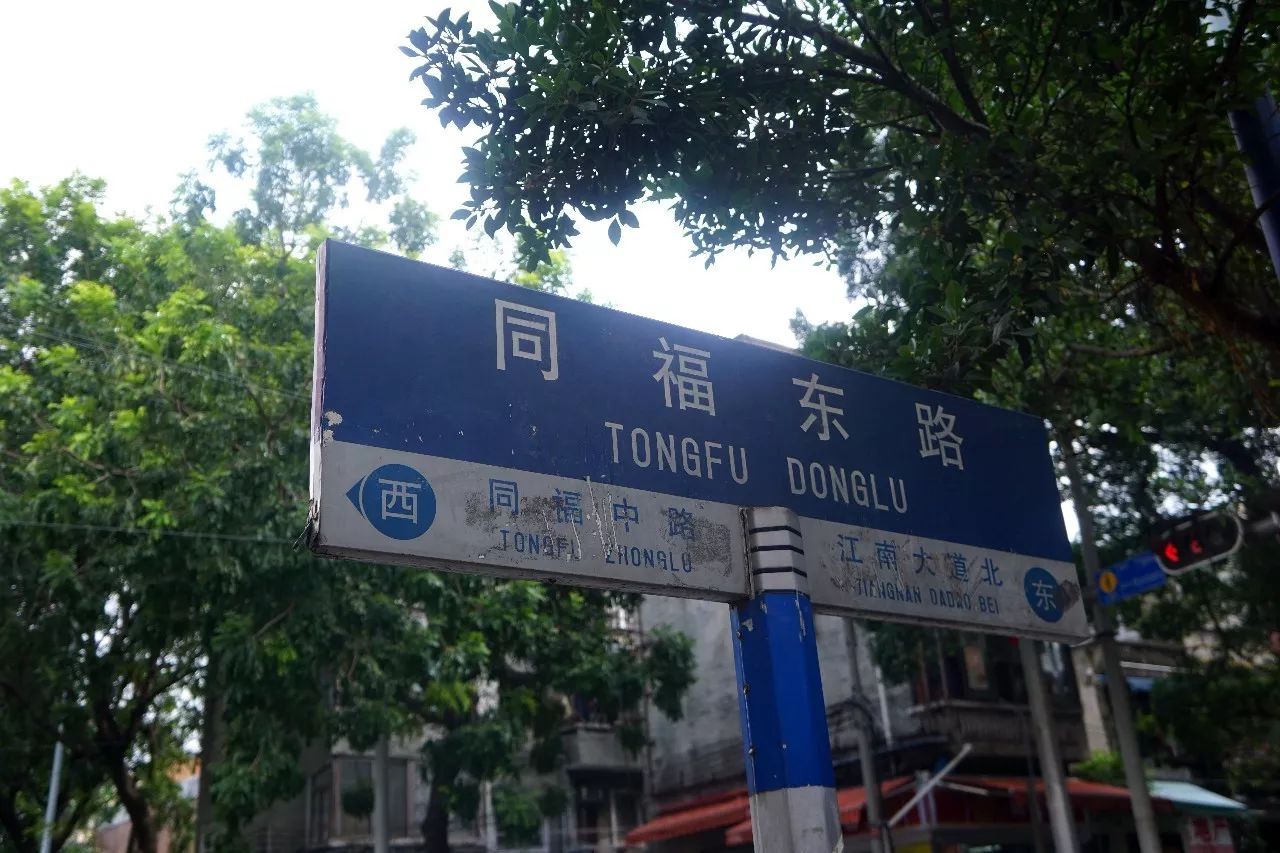 同福东路
TONGFU DONGLU
西
同福中路
TONGFU ZHONGLU
江南大道北
JIANGNAN DADAO BEI
东